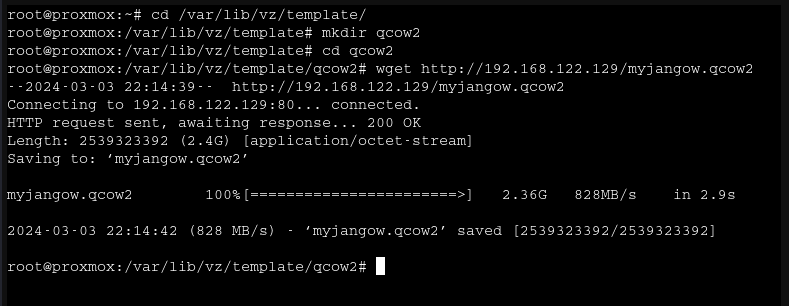 root@proxmox:~# cd /var/lib/vz/template/
root@proxmox:/var/lib/vz/template# mkdir qcow2
root@proxmox:/var/lib/vz/template# cd qcow2
root@proxmox:/var/lib/vz/template/qcow2# wget http://192.168.122.129/myjangow.qcow2
--2024-03-03 22:14:39--  http://192.168.122.129/myjangow.qcow2
Connecting to 192.168.122.129:80... connected.
HTTP request sent, awaiting response... 200 OK
Length: 2539323392 (2.4G) [application/octet-stream]
Saving to: ‘myjangow.qcow2’
myjangow.qcow2        100%[=======================>]   2.36G   828MB/s    in 2.9s
2024-03-03 22:14:42 (828 MB/s) - ‘myjangow.qcow2’ saved [2539323392/2539323392]
root@proxmox:/var/lib/vz/template/qcow2#